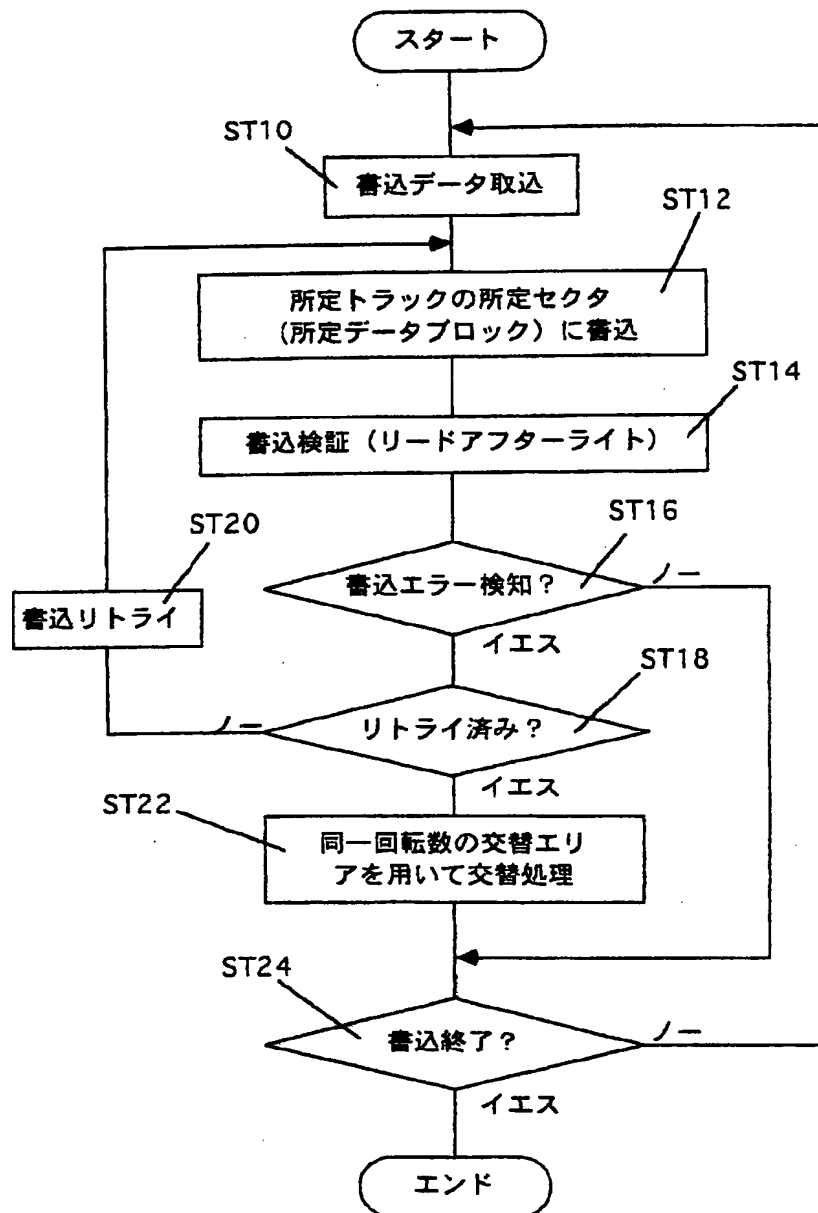 スタート
ST10
書込データ取込
ST12
所定トラックの所定セクタ
(所定データブロック)に書込
ST14
書込検証(リードアフターライト)
ST16
書込エラー検知?
ノー
イエス
ST20
書込リトライ
ST18
リトライ済み?
ノー
イエス
ST22
同一回転数の交替エリ
アを用いて交替処理
ST24
書込終了?
ノー
イエス
エンド